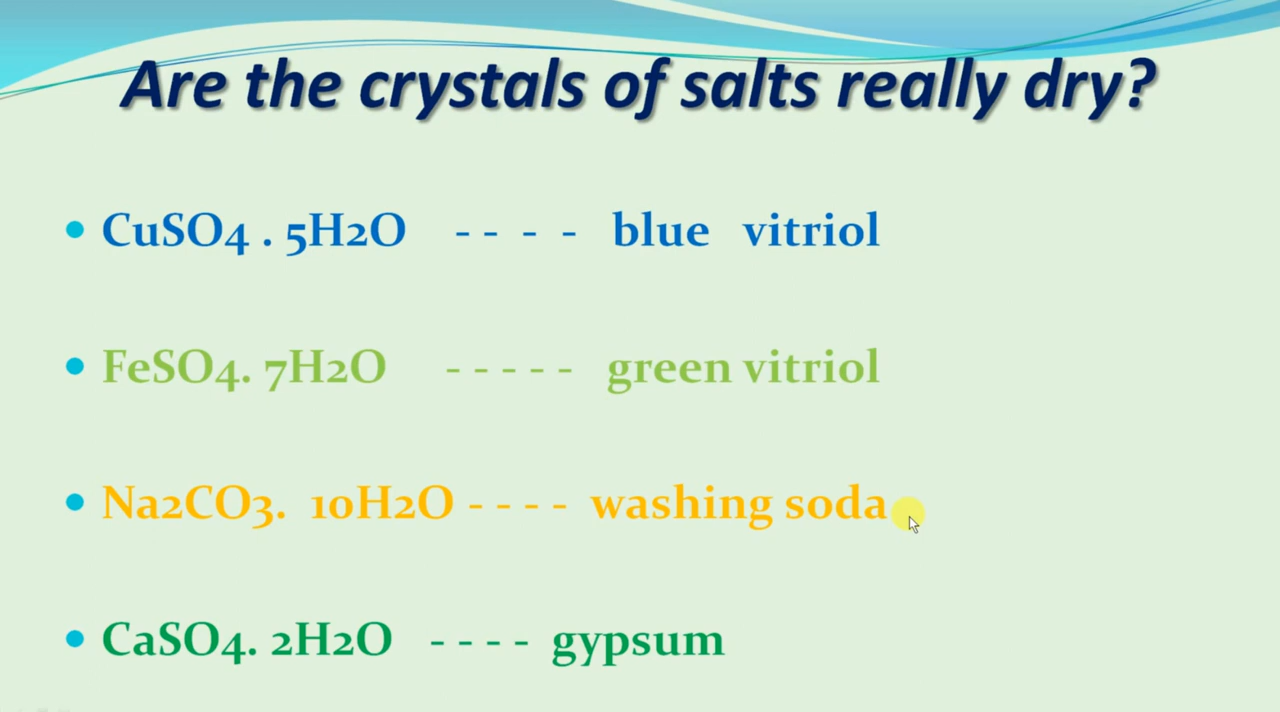 Are the crystals of salts really dry?
CuSO4 . 5H2O - - - - blue vitriol
FeSO4. 7H2O - - - - - green vitriol
Na2CO3. 10H2O - - - - washing soda
CaSO4. 2H2O - - - - gypsum